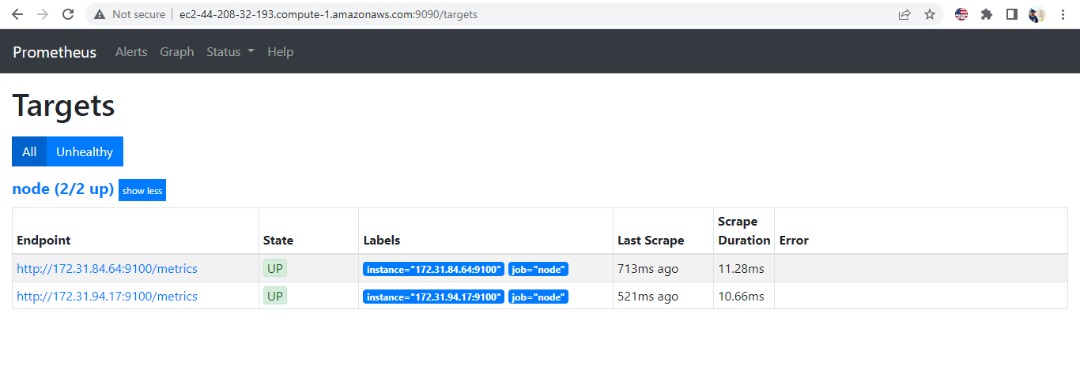 Not secure | ec2-44-208-32-193.compute-1.amazonaws.com:9090/targets
Prometheus Alerts Graph Status Help
Targets
All Unhealthy
node (2/2 up) show less
Endpoint State Labels Last Scrape Scrape Duration Error
http://172.31.84.64:9100/metrics UP instance="172.31.84.64:9100" job="node" 713ms ago 11.28ms
http://172.31.94.17:9100/metrics UP instance="172.31.94.17:9100" job="node" 521ms ago 10.66ms